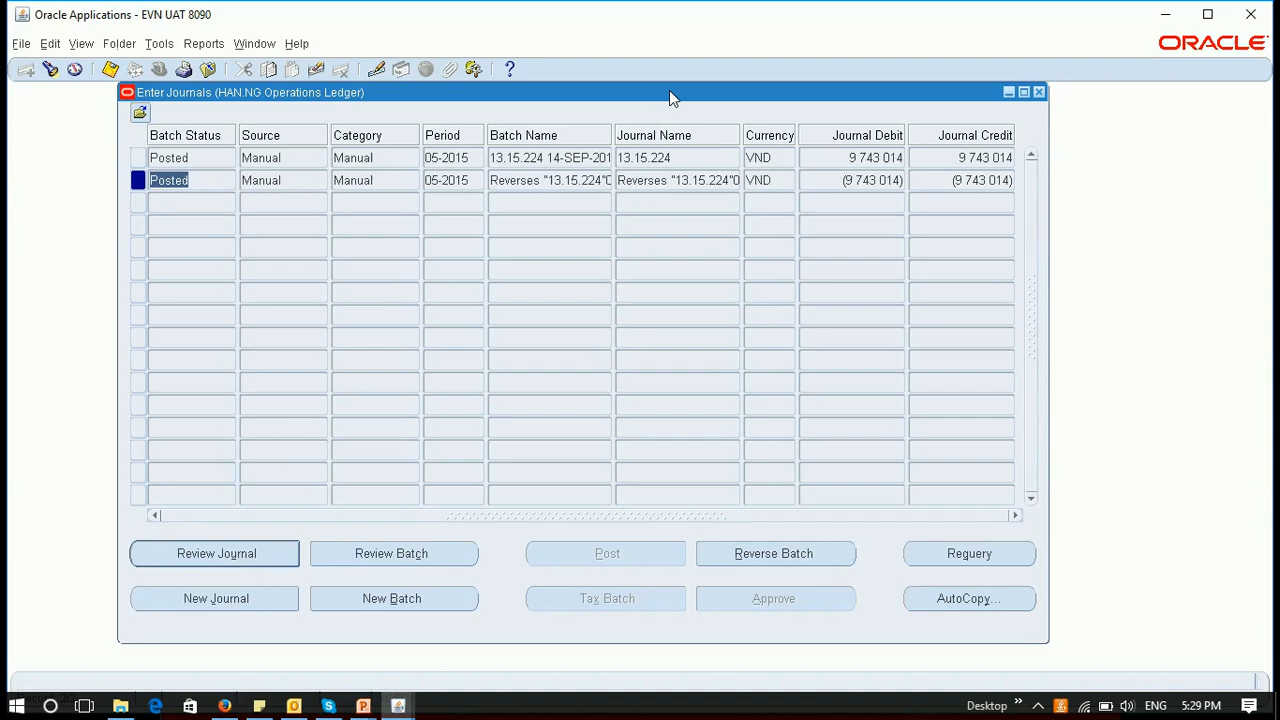 Oracle Applications - EVN UAT 8090
File Edit View Folder Tools Reports Window Help
ORACLE
Enter Journals (HAN.NG Operations Ledger)
Batch Status Source Category Period Batch Name Journal Name Currency Journal Debit Journal Credit
Posted Manual Manual 05-2015 13.15.224 14-SEP-201 13.15.224 VND 9 743 014 9 743 014
Posted Manual Manual 05-2015 Reverses "13.15.224"0 Reverses "13.15.224"0 VND (9 743 014) (9 743 014)
Review Journal Review Batch Post Reverse Batch Requery
New Journal New Batch Tax Batch Approve AutoCopy...
Desktop ENG 5:29 PM